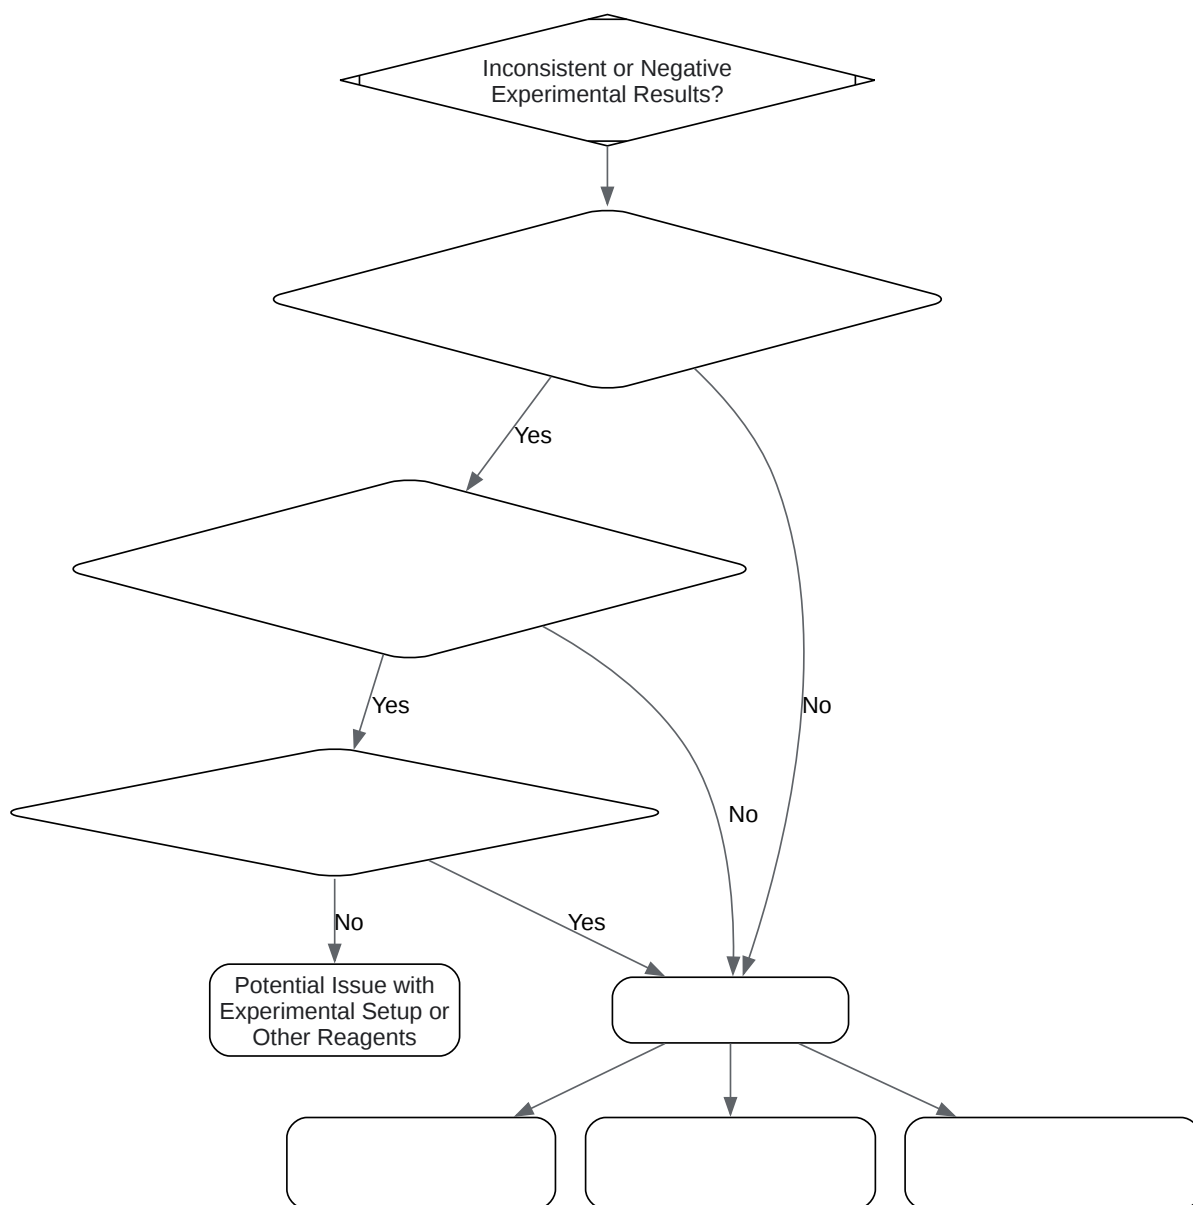 Inconsistent or Negative
Experimental Results?
Yes
Yes
No
No
No
Yes
Potential Issue with
Experimental Setup or
Other Reagents